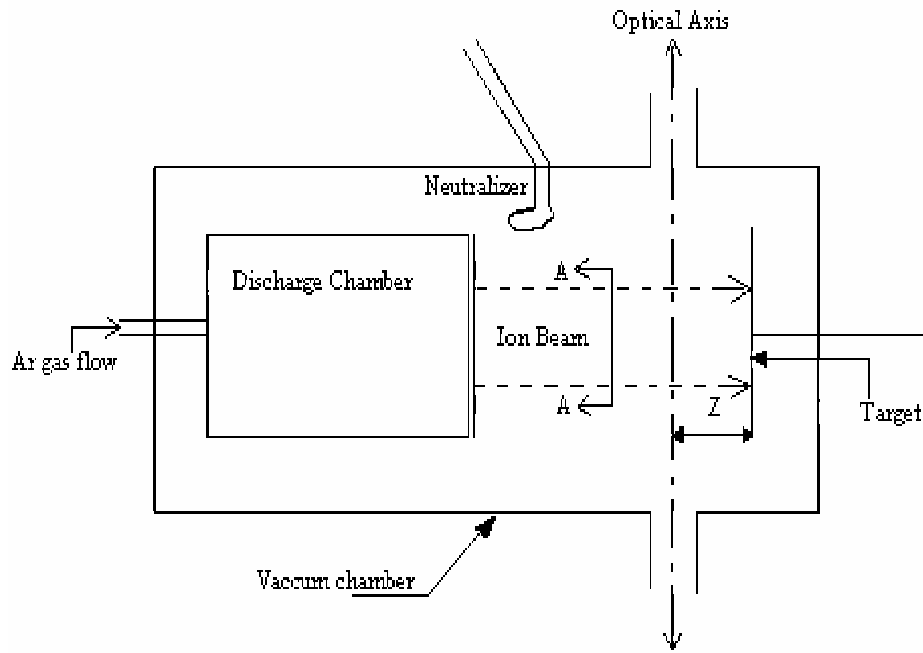 Optical Axis
Neutralizer
Discharge Chamber
A
Ion Beam
Ar gas flow
A
Z
Target
Vaccum chamber